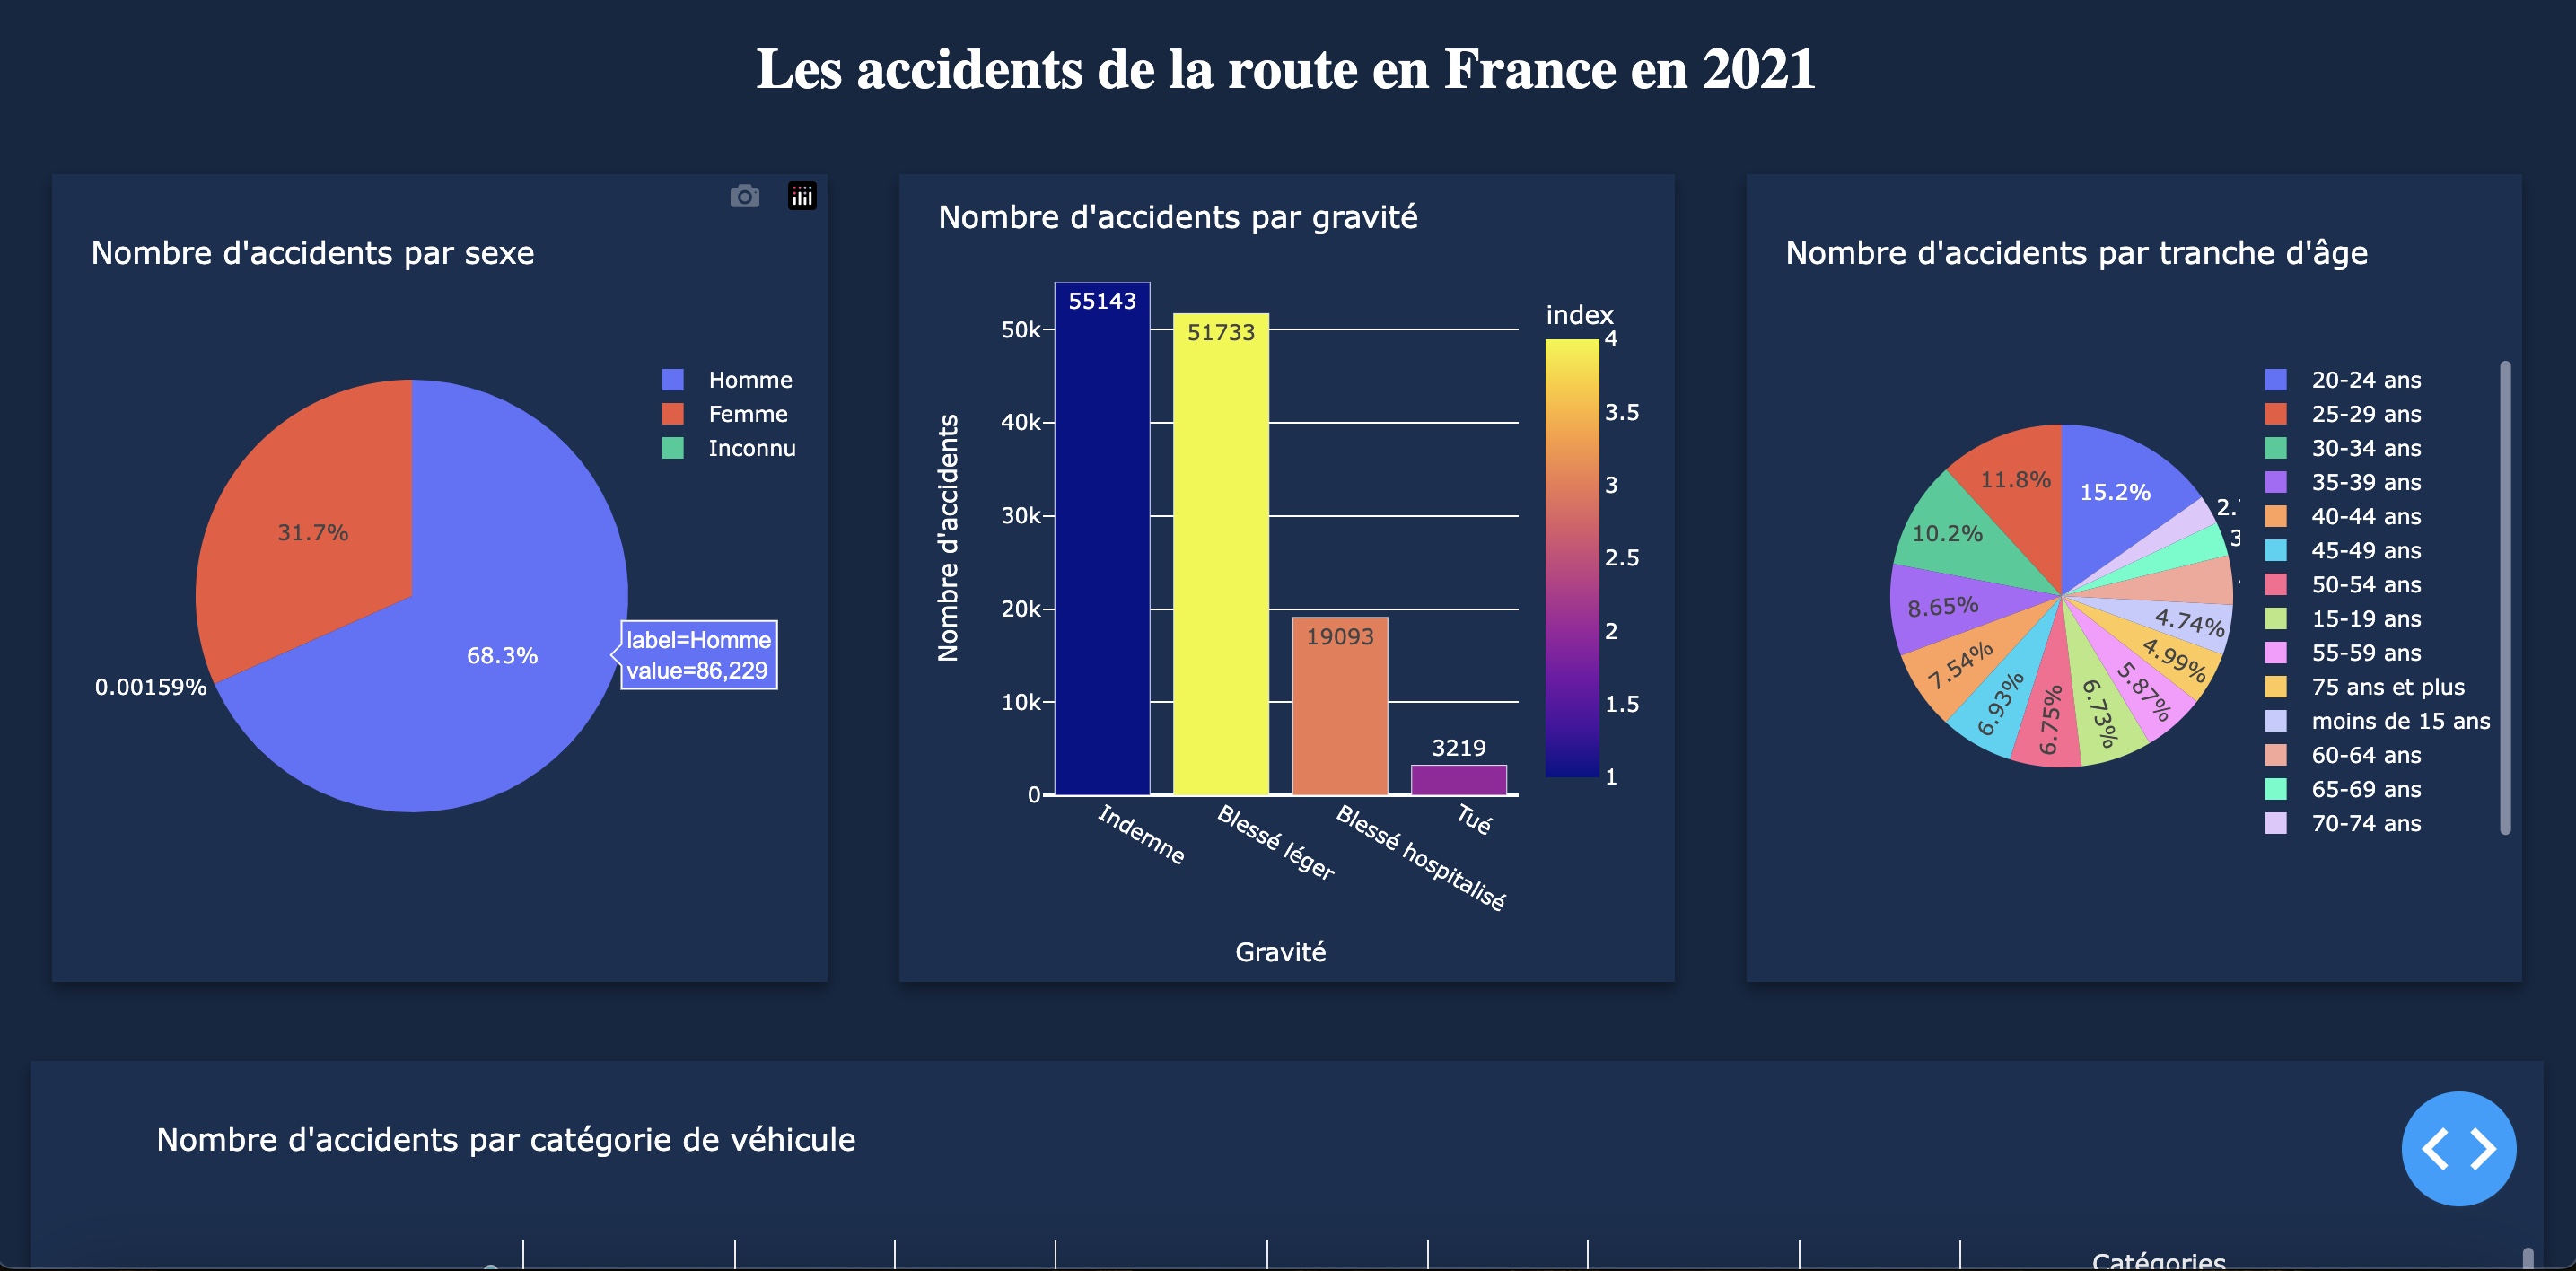 Les accidents de la route en France en 2021
Nombre d'accidents par sexe
Homme
Femme
Inconnu
31.7%
68.3%
0.00159%
label=Homme
value=86,229
Nombre d'accidents par gravité
Nombre d'accidents
50k
40k
30k
20k
10k
0
55143
51733
19093
3219
Indemne
Blessé léger
Blessé hospitalisé
Tué
Gravité
index
4
3.5
3
2.5
2
1.5
1
Nombre d'accidents par tranche d'âge
15.2%
11.8%
10.2%
8.65%
7.54%
6.93%
6.75%
6.73%
5.87%
4.99%
4.74%
20-24 ans
25-29 ans
30-34 ans
35-39 ans
40-44 ans
45-49 ans
50-54 ans
15-19 ans
55-59 ans
75 ans et plus
moins de 15 ans
60-64 ans
65-69 ans
70-74 ans
Nombre d'accidents par catégorie de véhicule
Catégories